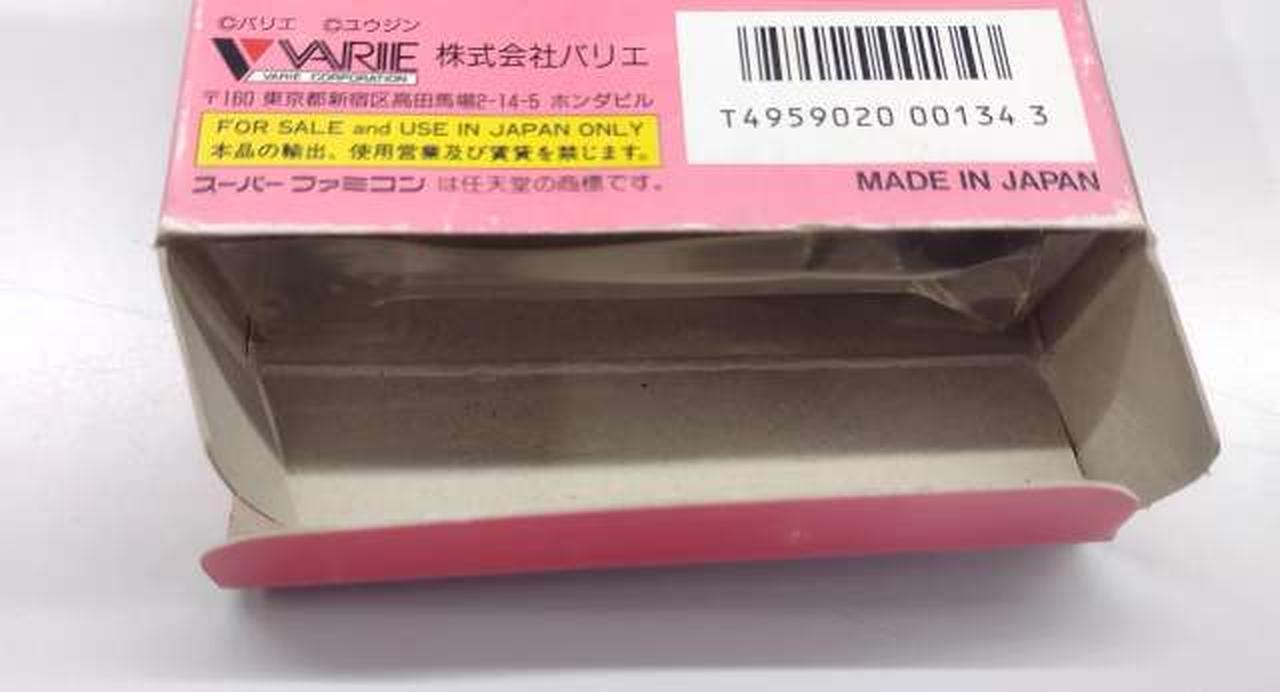 ©バリエ ©ユウジン
VARIE 株式会社バリエ
VARIE CORPORATION
〒160 東京都新宿区高田馬場2-14-5 ホンダビル
FOR SALE and USE IN JAPAN ONLY
本品の輸出、使用営業及び賃貸を禁じます。
スーパーファミコン は任天堂の商標です。
T4959020 00134 3
MADE IN JAPAN